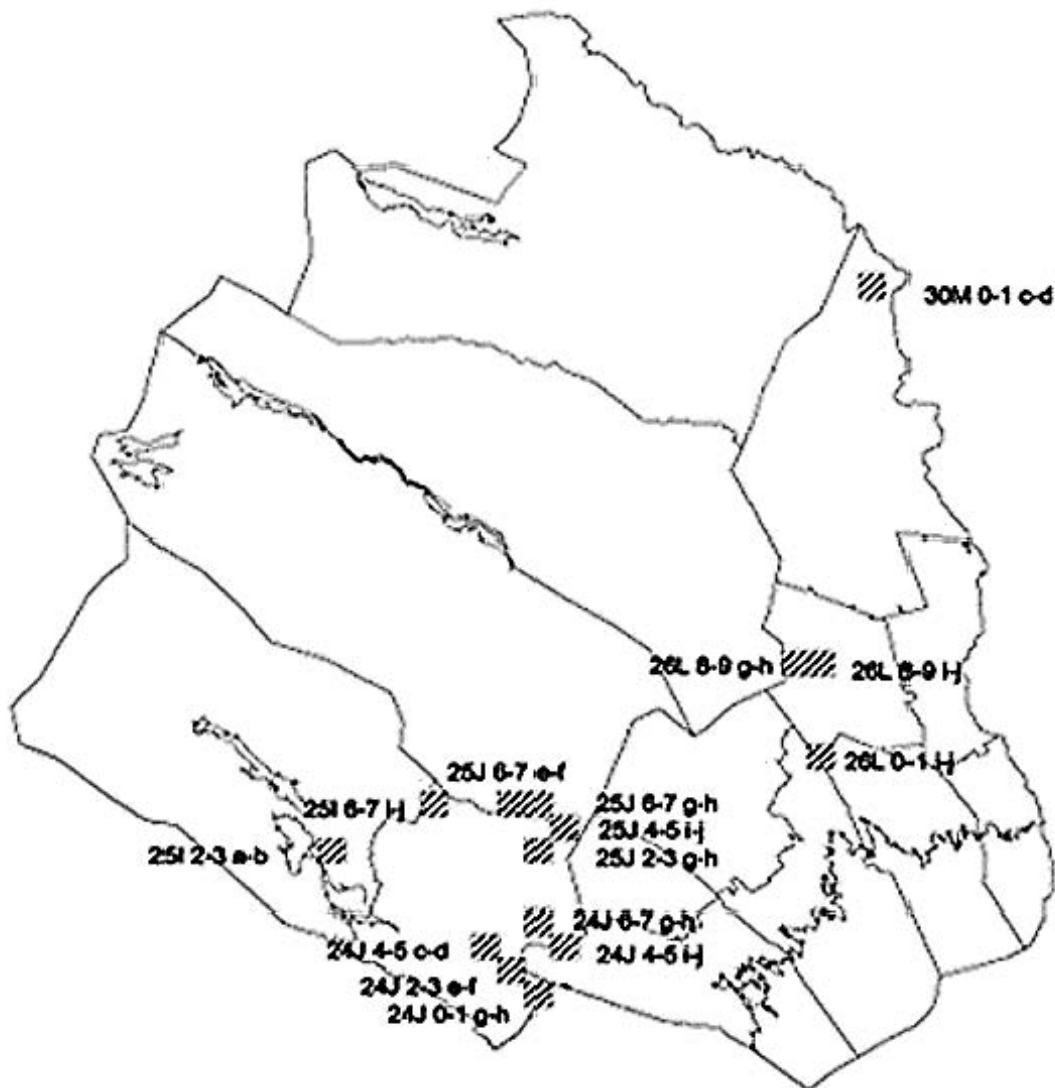 30M 0-1 c-d
26L 8-9 g-h
26L 8-9 i-j
26L 0-1 i-j
25J 6-7 e-f
25I 6-7 i-j
25J 6-7 g-h
25J 4-5 i-j
25I 2-3 a-b
25J 2-3 g-h
24J 6-7 g-h
24J 4-5 c-d
24J 4-5 i-j
24J 2-3 e-f
24J 0-1 g-h